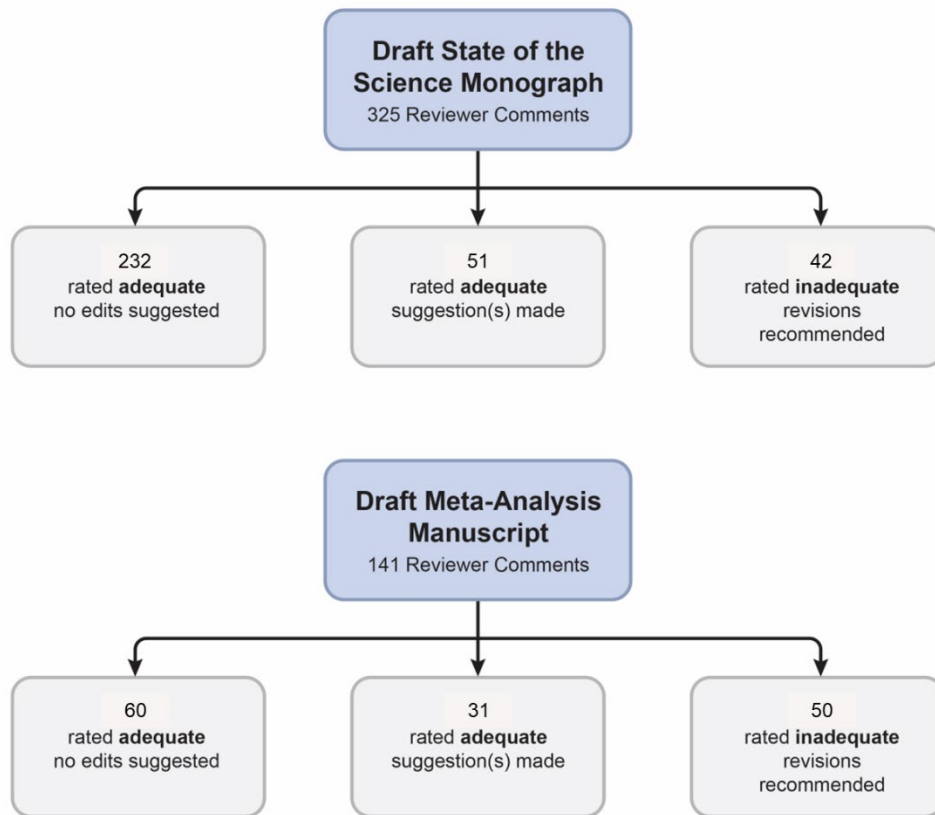 Draft State of the
Science Monograph
325 Reviewer Comments
232
rated adequate
no edits suggested
51
rated adequate
suggestion(s) made
42
rated inadequate
revisions
recommended
Draft Meta-Analysis
Manuscript
141 Reviewer Comments
60
rated adequate
no edits suggested
31
rated adequate
suggestion(s) made
50
rated inadequate
revisions
recommended